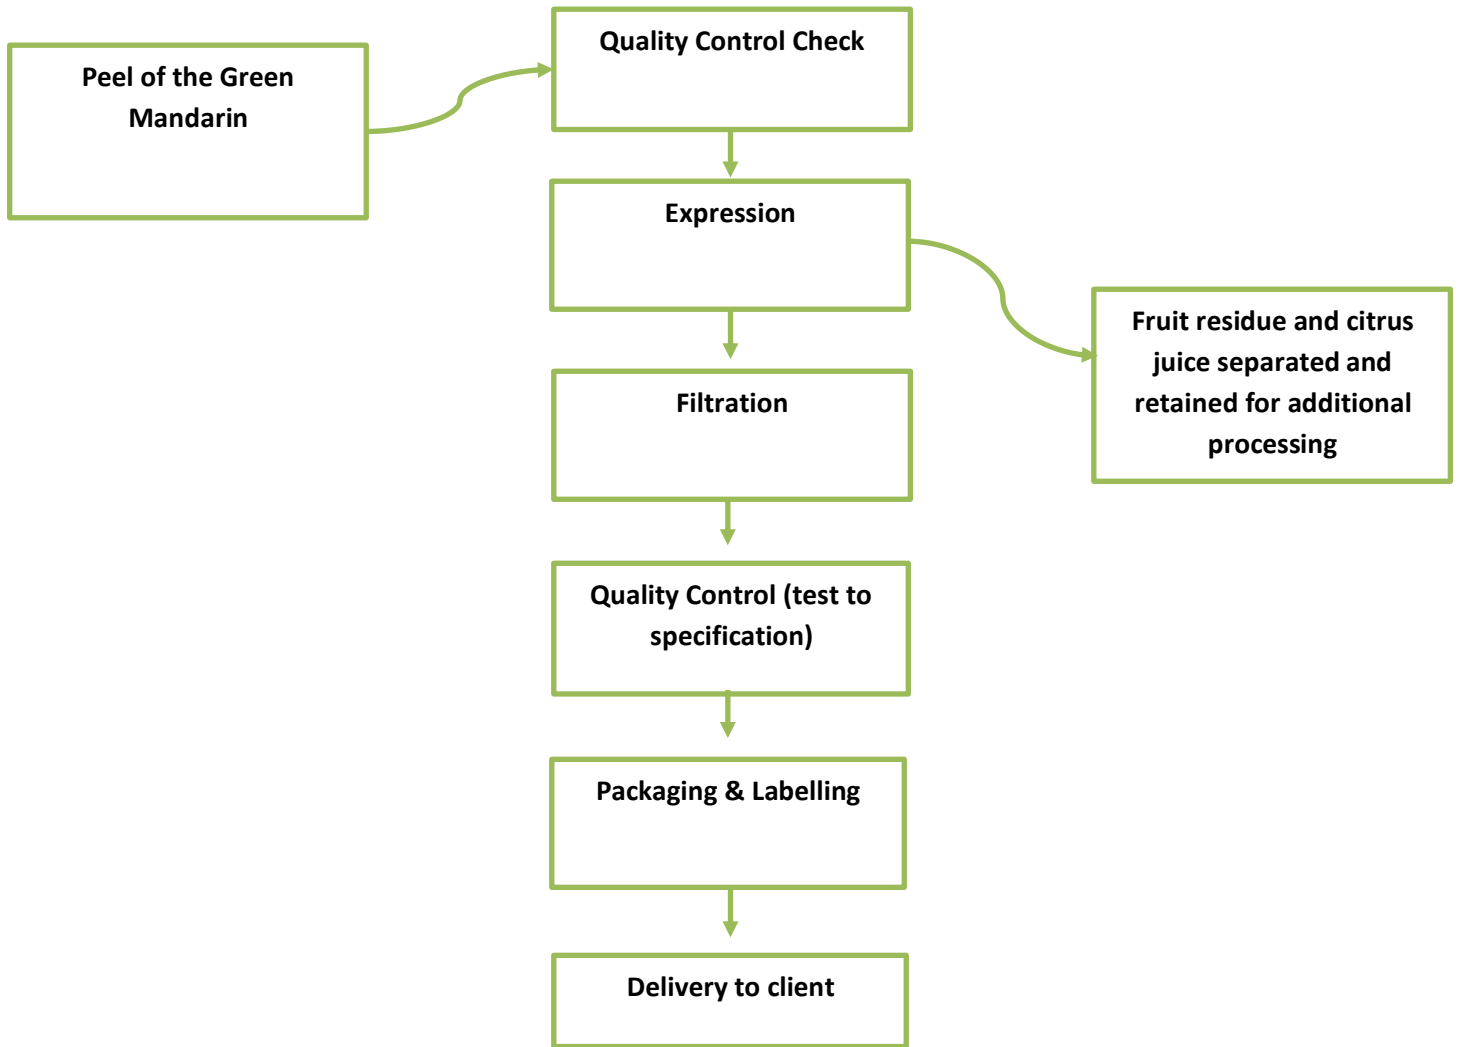 Peel of the Green
Mandarin
Quality Control Check
Expression
Fruit residue and citrus
juice separated and
retained for additional
processing
Filtration
Quality Control (test to
specification)
Packaging & Labelling
Delivery to client